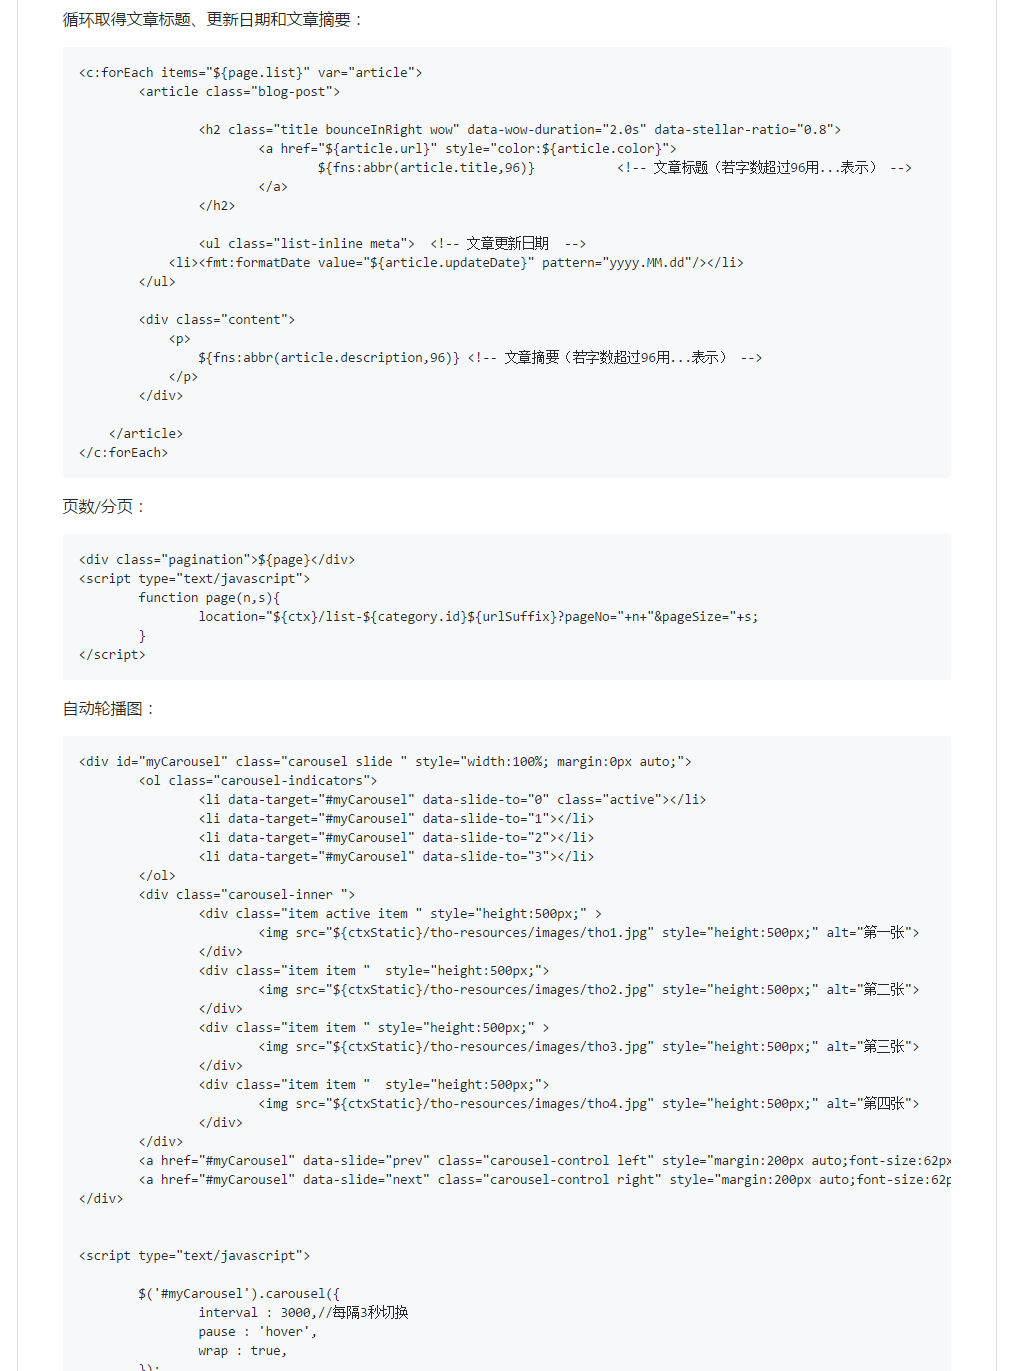 循环取得文章标题、更新日期和文章摘要：
<c:forEach items="${page.list}" var="article">
<article class="blog-post">
<h2 class="title bounceInRight wow" data-wow-duration="2.0s" data-stellar-ratio="0.8">
<a href="${article.url}" style="color:${article.color}">
${fns:abbr(article.title,96)} <!-- 文章标题（若字数超过96用...表示） -->
</a>
</h2>
<ul class="list-inline meta"> <!-- 文章更新日期 -->
<li><fmt:formatDate value="${article.updateDate}" pattern="yyyy.MM.dd"/></li>
</ul>
<div class="content">
<p>
${fns:abbr(article.description,96)} <!-- 文章摘要（若字数超过96用...表示） -->
</p>
</div>
</article>
</c:forEach>
页数/分页：
<div class="pagination">${page}</div>
<script type="text/javascript">
function page(n,s){
location="${ctx}/list-${category.id}${urlSuffix}?pageNo="+n+"&pageSize="+s;
}
</script>
自动轮播图：
<div id="myCarousel" class="carousel slide " style="width:100%; margin:0px auto;">
<ol class="carousel-indicators">
<li data-target="#myCarousel" data-slide-to="0" class="active"></li>
<li data-target="#myCarousel" data-slide-to="1"></li>
<li data-target="#myCarousel" data-slide-to="2"></li>
<li data-target="#myCarousel" data-slide-to="3"></li>
</ol>
<div class="carousel-inner ">
<div class="item active item " style="height:500px;" >
<img src="${ctxStatic}/tho-resources/images/tho1.jpg" style="height:500px;" alt="第一张">
</div>
<div class="item item "  style="height:500px;">
<img src="${ctxStatic}/tho-resources/images/tho2.jpg" style="height:500px;" alt="第二张">
</div>
<div class="item item " style="height:500px;" >
<img src="${ctxStatic}/tho-resources/images/tho3.jpg" style="height:500px;" alt="第三张">
</div>
<div class="item item "  style="height:500px;">
<img src="${ctxStatic}/tho-resources/images/tho4.jpg" style="height:500px;" alt="第四张">
</div>
</div>
<a href="#myCarousel" data-slide="prev" class="carousel-control left" style="margin:200px auto;font-size:62px
<a href="#myCarousel" data-slide="next" class="carousel-control right" style="margin:200px auto;font-size:62p
</div>
<script type="text/javascript">
$('#myCarousel').carousel({
interval : 3000,//每隔3秒切换
pause : 'hover',
wrap : true,
});